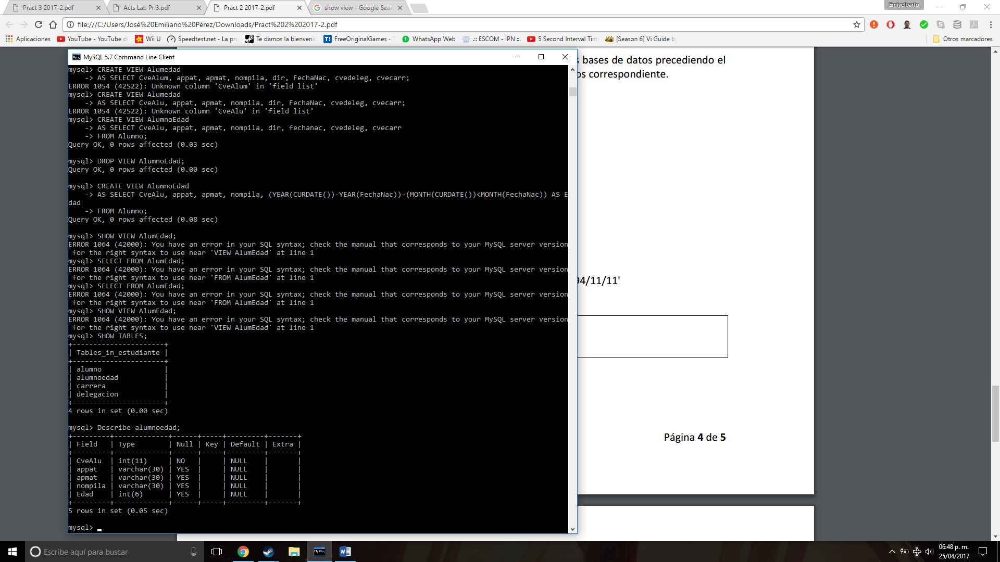 Pract 3 2017-2.pdf
Acts Lab Pr 3.pdf
Pract 2 2017-2.pdf
show view - Google Sear
Emiyelbarto
file:///C:/Users/José%20Emiliano%20Pérez/Downloads/Pract%202%202017-2.pdf
Aplicaciones
YouTube - YouTube de
Wii U
Speedtest.net - La pru
Te damos la bienvenid
FreeOriginalGames -
WhatsApp Web
.:: ESCOM - IPN ::.
5 Second Interval Tim
[Season 6] Vi Guide by
Otros marcadores
MySQL 5.7 Command Line Client
mysql> CREATE VIEW Alumedad
    -> AS SELECT CveAlum, appat, apmat, nompila, dir, FechaNac, cvedeleg, cvecarr;
ERROR 1054 (42S22): Unknown column 'CveAlum' in 'field list'
mysql> CREATE VIEW Alumedad
    -> AS SELECT CveAlu, appat, apmat, nompila, dir, FechaNac, cvedeleg, cvecarr;
ERROR 1054 (42S22): Unknown column 'CveAlu' in 'field list'
mysql> CREATE VIEW AlumnoEdad
    -> AS SELECT CveAlu, appat, apmat, nompila, dir, fechanac, cvedeleg, cvecarr
    -> FROM Alumno;
Query OK, 0 rows affected (0.03 sec)
mysql> DROP VIEW AlumnoEdad;
Query OK, 0 rows affected (0.00 sec)
mysql> CREATE VIEW AlumnoEdad
    -> AS SELECT CveAlu, appat, apmat, nompila, (YEAR(CURDATE())-YEAR(FechaNac))-(MONTH(CURDATE())<MONTH(FechaNac)) AS E
dad
    -> FROM Alumno;
Query OK, 0 rows affected (0.08 sec)
mysql> SHOW VIEW AlumEdad;
ERROR 1064 (42000): You have an error in your SQL syntax; check the manual that corresponds to your MySQL server version
 for the right syntax to use near 'VIEW AlumEdad' at line 1
mysql> SELECT FROM AlumEdad;
ERROR 1064 (42000): You have an error in your SQL syntax; check the manual that corresponds to your MySQL server version
 for the right syntax to use near 'FROM AlumEdad' at line 1
mysql> SELECT FROM AlumEdad;
ERROR 1064 (42000): You have an error in your SQL syntax; check the manual that corresponds to your MySQL server version
 for the right syntax to use near 'FROM AlumEdad' at line 1
mysql> SHOW VIEW AlumEdad;
ERROR 1064 (42000): You have an error in your SQL syntax; check the manual that corresponds to your MySQL server version
 for the right syntax to use near 'VIEW AlumEdad' at line 1
mysql> SHOW TABLES;
+----------------------+
| Tables_in_estudiante |
+----------------------+
| alumno               |
| alumnoedad           |
| carrera              |
| delegacion           |
+----------------------+
4 rows in set (0.00 sec)
mysql> Describe alumnoedad;
+---------+-------------+------+-----+---------+-------+
| Field   | Type        | Null | Key | Default | Extra |
+---------+-------------+------+-----+---------+-------+
| CveAlu  | int(11)     | NO   |     | NULL    |       |
| appat   | varchar(30) | YES  |     | NULL    |       |
| apmat   | varchar(30) | YES  |     | NULL    |       |
| nompila | varchar(30) | YES  |     | NULL    |       |
| Edad    | int(6)      | YES  |     | NULL    |       |
+---------+-------------+------+-----+---------+-------+
5 rows in set (0.05 sec)
mysql>
s bases de datos precediendo el
os correspondiente.
94/11/11'
Página 4 de 5
Escribe aquí para buscar
06:48 p. m.
25/04/2017